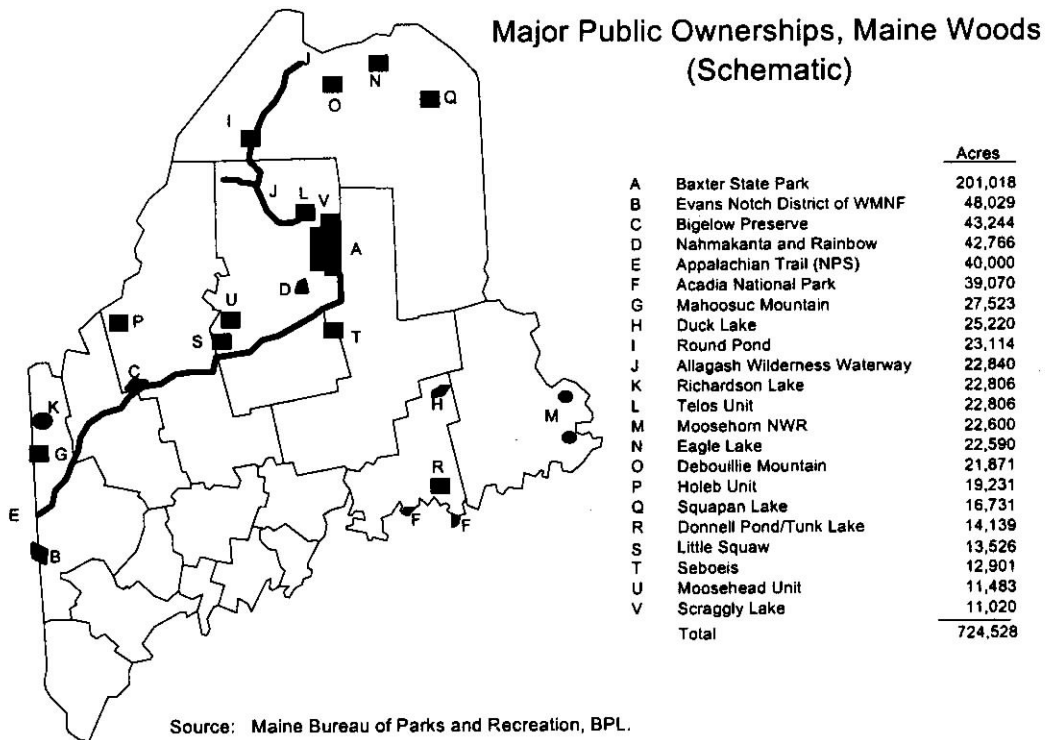 Major Public Ownerships, Maine Woods
(Schematic)
Acres
A Baxter State Park 201,018
B Evans Notch District of WMNF 48,029
C Bigelow Preserve 43,244
D Nahmakanta and Rainbow 42,766
E Appalachian Trail (NPS) 40,000
F Acadia National Park 39,070
G Mahoosuc Mountain 27,523
H Duck Lake 25,220
I Round Pond 23,114
J Allagash Wilderness Waterway 22,840
K Richardson Lake 22,806
L Telos Unit 22,806
M Moosehorn NWR 22,600
N Eagle Lake 22,590
O Debouillie Mountain 21,871
P Holeb Unit 19,231
Q Squapan Lake 16,731
R Donnell Pond/Tunk Lake 14,139
S Little Squaw 13,526
T Seboeis 12,901
U Moosehead Unit 11,483
V Scraggly Lake 11,020
Total 724,528
J
N
O
Q
I
J
L
V
A
D
U
P
S
T
C
H
M
K
G
R
E
F
F
B
Source: Maine Bureau of Parks and Recreation, BPL.